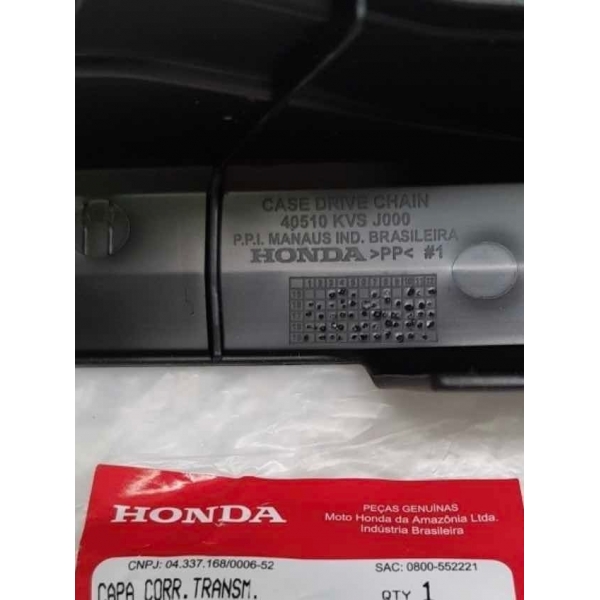 CASE DRIVE CHAIN
40510 KVS J000
P.P.I. MANAUS IND. BRASILEIRA
HONDA >PP< #1
HONDA
PEÇAS GENUÍNAS
Moto Honda da Amazônia Ltda.
Indústria Brasileira
CNPJ: 04.337.168/0006-52 SAC: 0800-552221
CAPA CORR.TRANSM. QTY 1